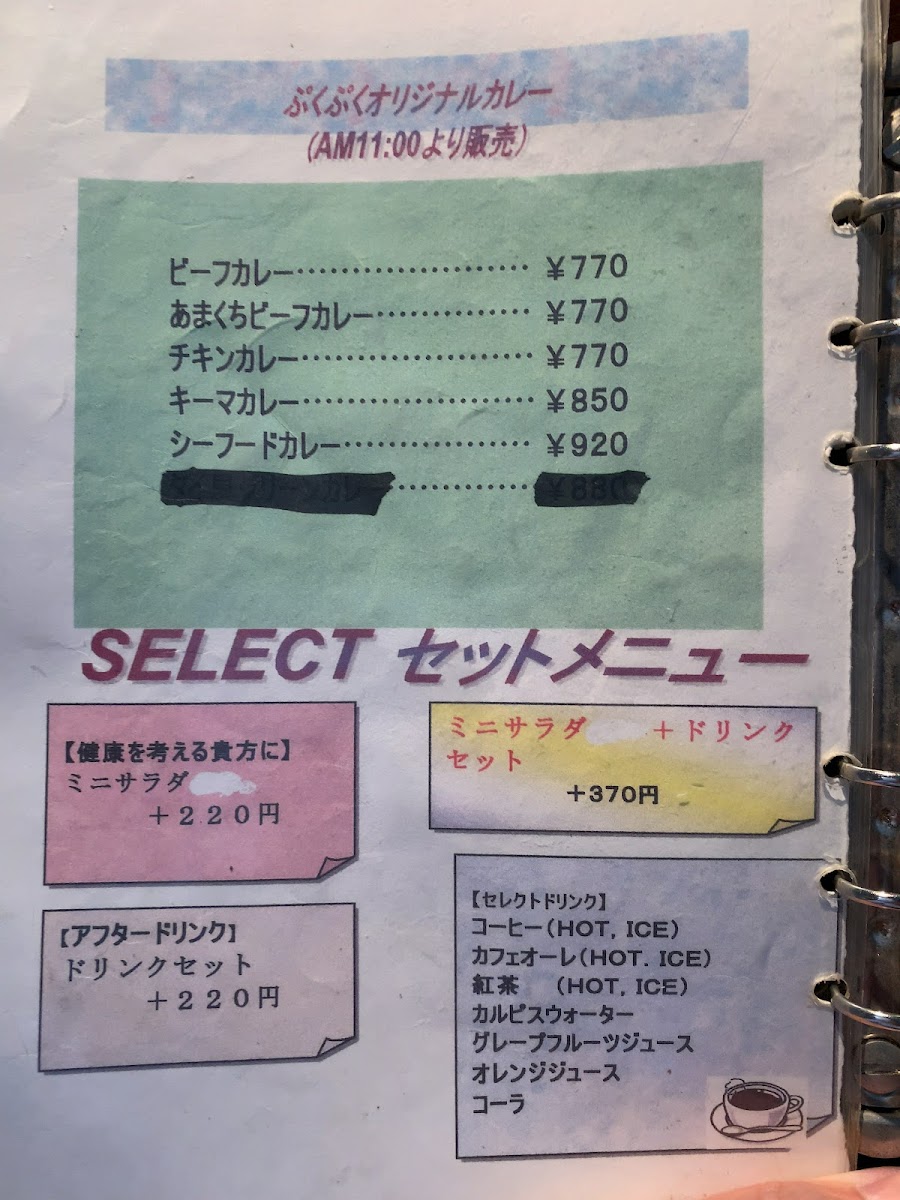 ぷくぷくオリジナルカレー
(AM11:00より販売)
ビーフカレー‥‥‥‥‥‥‥‥‥‥ ¥770
あまくちビーフカレー‥‥‥‥‥‥‥ ¥770
チキンカレー‥‥‥‥‥‥‥‥‥‥ ¥770
キーマカレー‥‥‥‥‥‥‥‥‥‥ ¥850
シーフードカレー‥‥‥‥‥‥‥‥ ¥920
SELECT セットメニュー
【健康を考える貴方に】
ミニサラダ
+220円
ミニサラダ +ドリンク
セット
+370円
【アフタードリンク】
ドリンクセット
+220円
【セレクトドリンク】
コーヒー(HOT, ICE)
カフェオーレ(HOT. ICE)
紅茶 (HOT, ICE)
カルピスウォーター
グレープフルーツジュース
オレンジジュース
コーラ